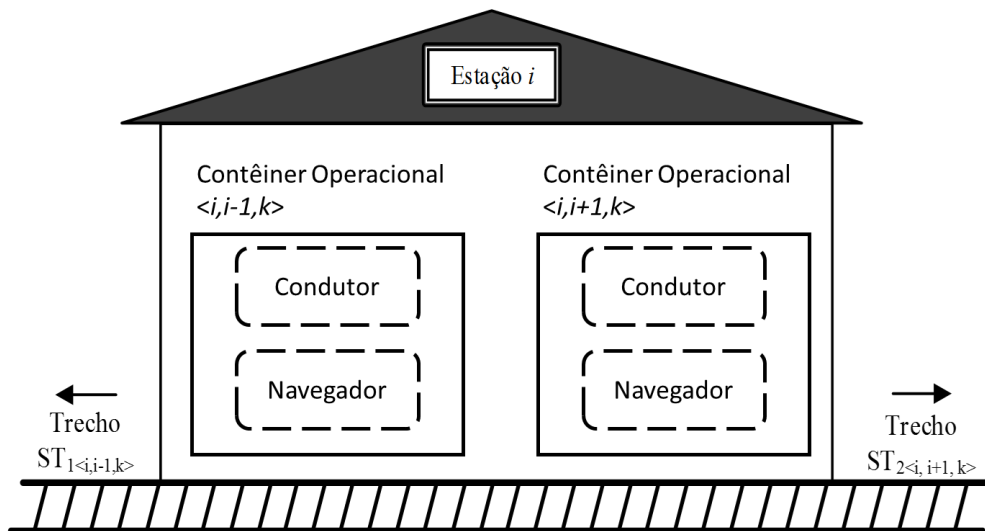 Estação i
Contêiner Operacional
<i,i-1,k>
Contêiner Operacional
<i,i+1,k>
Condutor
Condutor
Navegador
Navegador
Trecho
ST1<i,i-1,k>
Trecho
ST2<i, i+1, k>